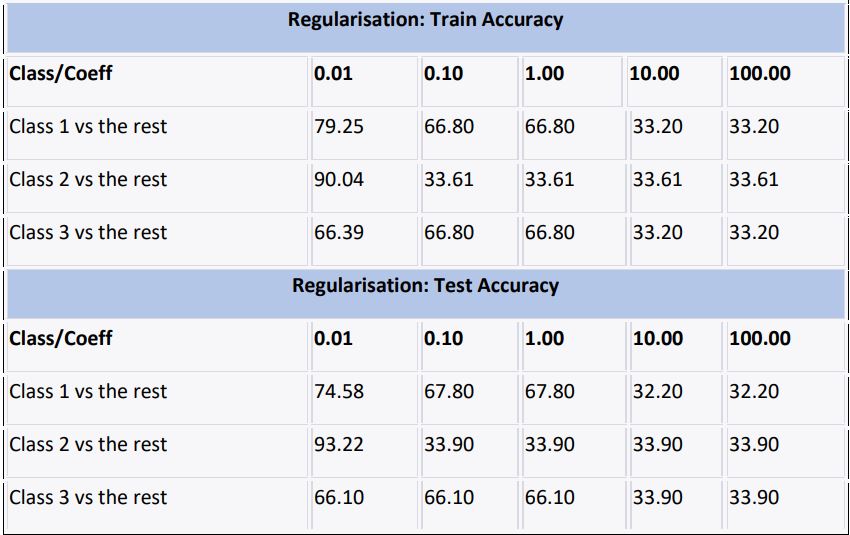 Regularisation: Train Accuracy
Class/Coeff 0.01 0.10 1.00 10.00 100.00
Class 1 vs the rest 79.25 66.80 66.80 33.20 33.20
Class 2 vs the rest 90.04 33.61 33.61 33.61 33.61
Class 3 vs the rest 66.39 66.80 66.80 33.20 33.20
Regularisation: Test Accuracy
Class/Coeff 0.01 0.10 1.00 10.00 100.00
Class 1 vs the rest 74.58 67.80 67.80 32.20 32.20
Class 2 vs the rest 93.22 33.90 33.90 33.90 33.90
Class 3 vs the rest 66.10 66.10 66.10 33.90 33.90